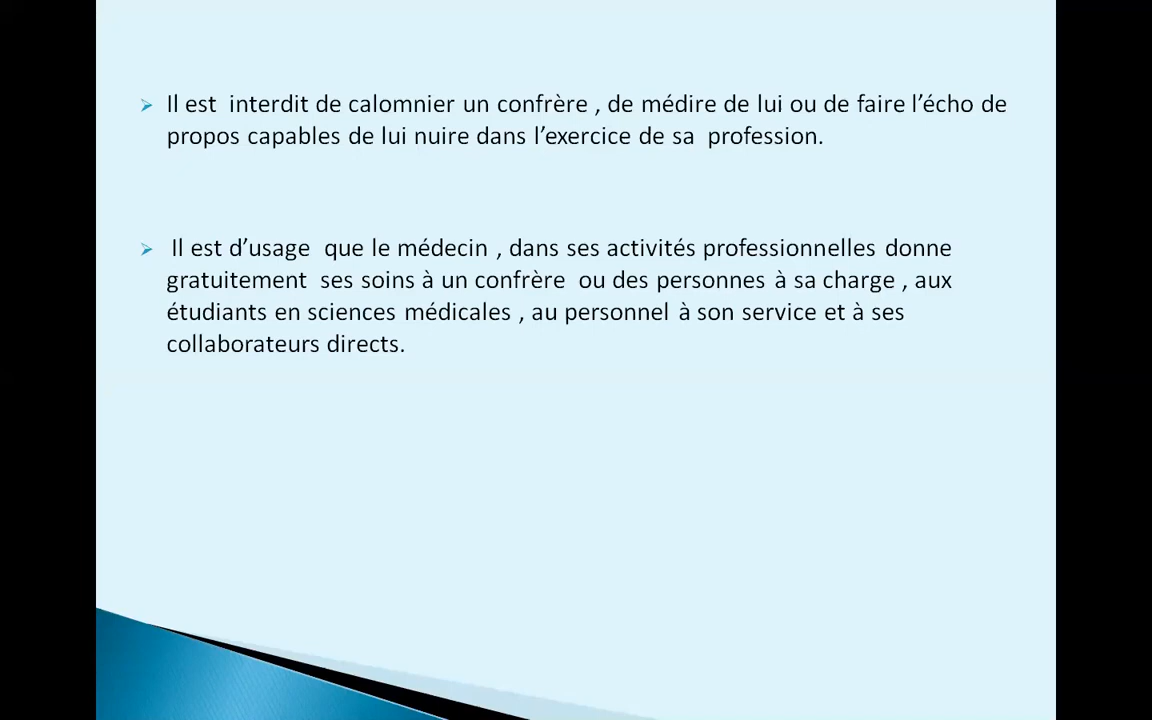 Il est  interdit de calomnier un confrère , de médire de lui ou de faire l’écho de
propos capables de lui nuire dans l’exercice de sa  profession.
Il est d’usage  que le médecin , dans ses activités professionnelles donne
gratuitement  ses soins à un confrère  ou des personnes à sa charge , aux
étudiants en sciences médicales , au personnel à son service et à ses
collaborateurs directs.